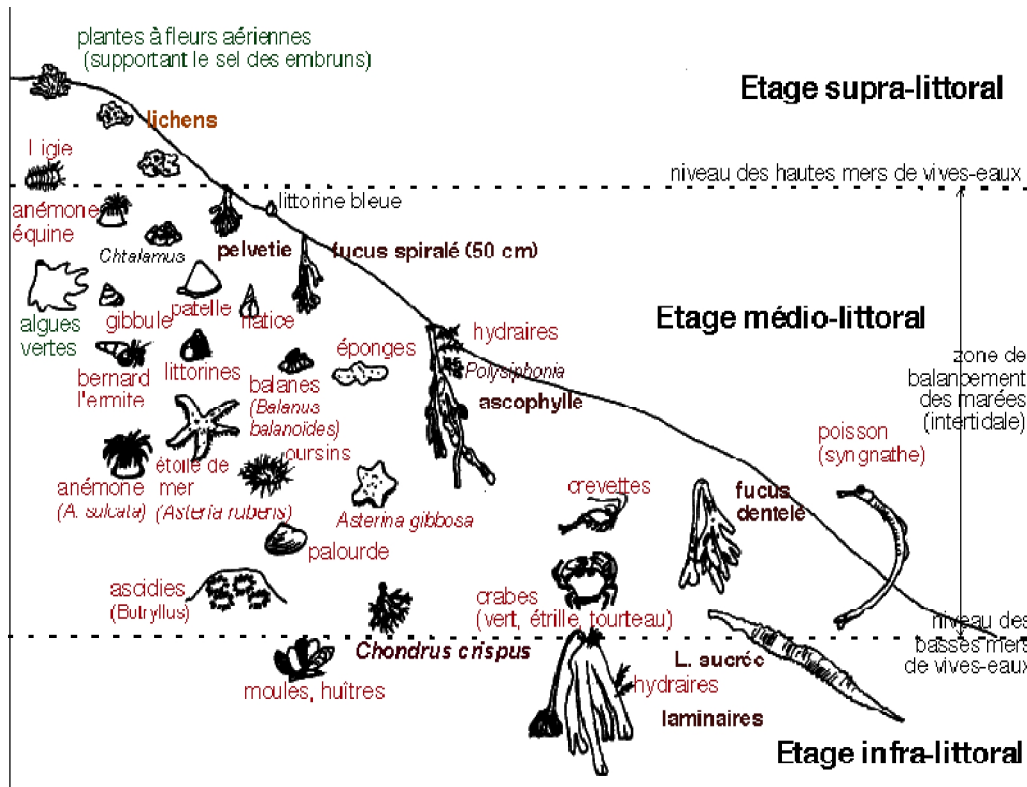 plantes à fleurs aériennes
(supportant le sel des embruns)
Etage supra-littoral
lichens
Ligie
niveau des hautes mers de vives-eaux
anémone
équine
littorine bleue
Chtalamus
pelvetie
fucus spiralé (50 cm)
algues
vertes
gibbule
patelle
natice
hydraires
Etage médio-littoral
bernard
l'ermite
littorines
éponges
balanes
(Balanus
balanoides)
Polysiphonia
ascophylle
zone de
balancement
des marées
(intertidale)
oursins
poisson
(syngnathe)
anémone
(A. sulcata)
étoile de
mer
(Asteria rubens)
Asterina gibbosa
crevettes
fucus
dentelé
palourde
ascidies
(Butryllus)
crabes
(vert, étrille, tourteau)
niveau des
basses mers
de vives-eaux
Chondrus crispus
L. sucrée
moules, huîtres
hydraires
laminaires
Etage infra-littoral